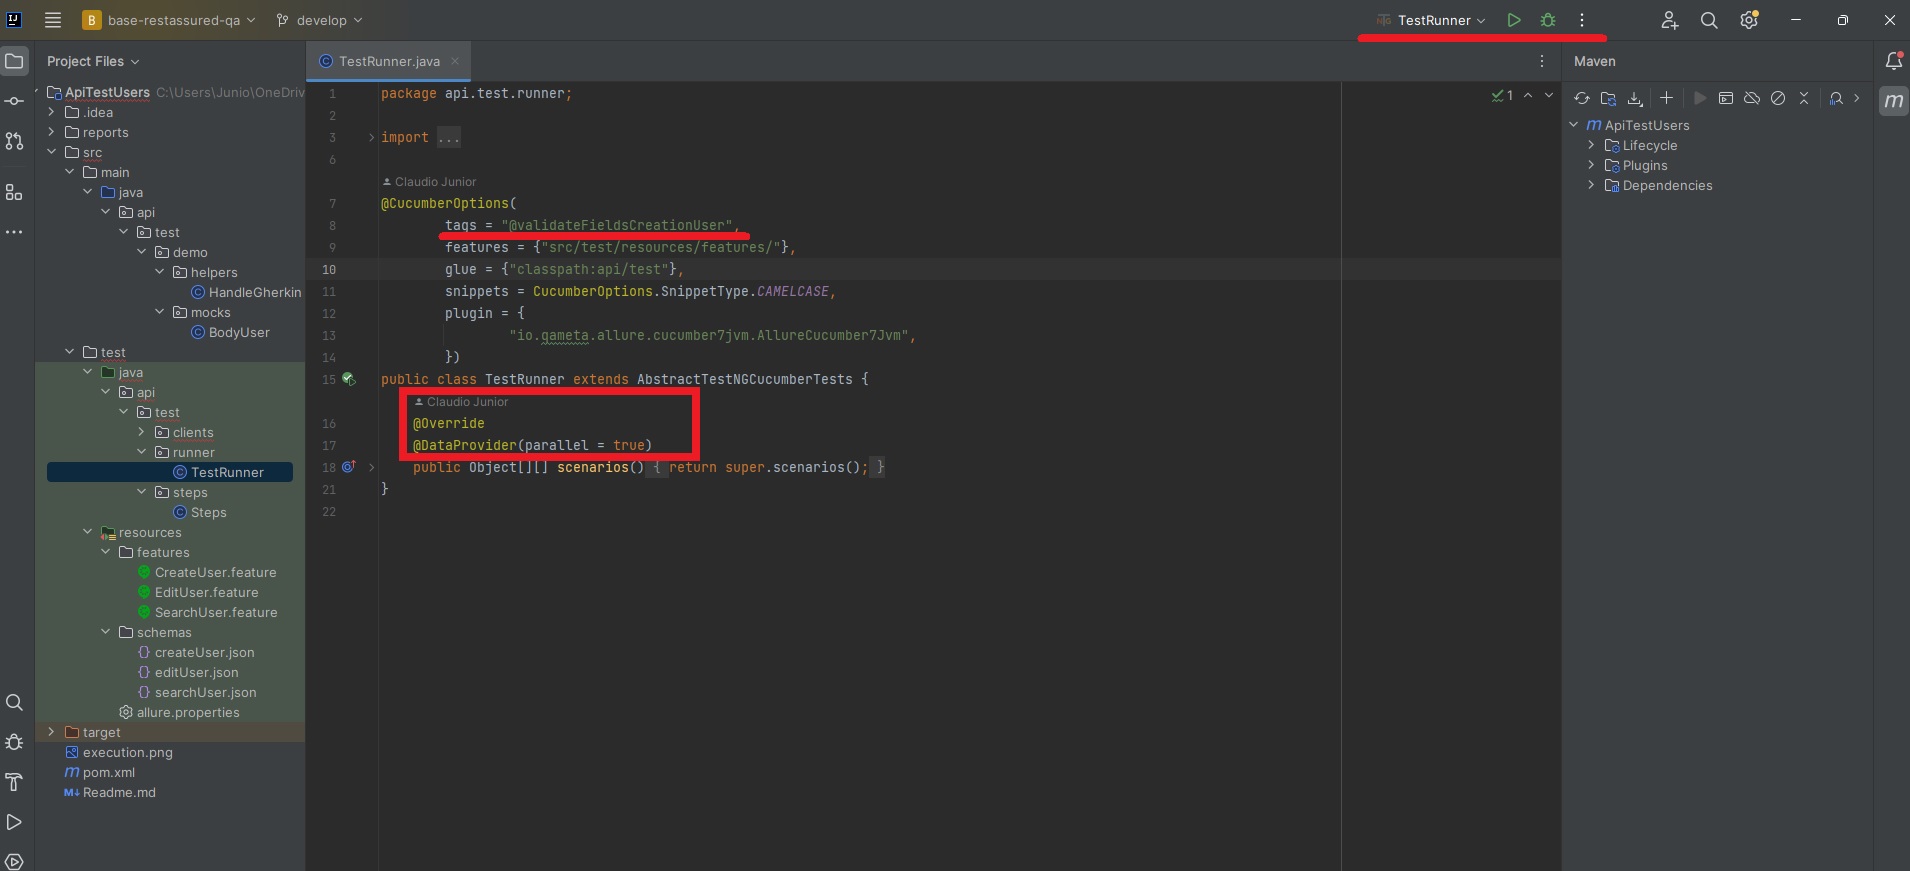 B base-restassured-qa develop TestRunner
Project Files
ApiTestUsers C:\Users\Junio\OneDriv
.idea
reports
src
main
java
api
test
demo
helpers
HandleGherkin
mocks
BodyUser
test
java
api
test
clients
runner
TestRunner
steps
Steps
resources
features
CreateUser.feature
EditUser.feature
SearchUser.feature
schemas
createUser.json
editUser.json
searchUser.json
allure.properties
target
execution.png
pom.xml
Readme.md
TestRunner.java
1 package api.test.runner;
2
3 import ...
6
Claudio Junior
7 @CucumberOptions(
8 tags = "@validateFieldsCreationUser",
9 features = {"src/test/resources/features/"},
10 glue = {"classpath:api/test"},
11 snippets = CucumberOptions.SnippetType.CAMELCASE,
12 plugin = {
13 "io.qameta.allure.cucumber7jvm.AllureCucumber7Jvm",
14 })
15 public class TestRunner extends AbstractTestNGCucumberTests {
Claudio Junior
16 @Override
17 @DataProvider(parallel = true)
18 public Object[][] scenarios() { return super.scenarios(); }
21 }
22
1
Maven
ApiTestUsers
Lifecycle
Plugins
Dependencies